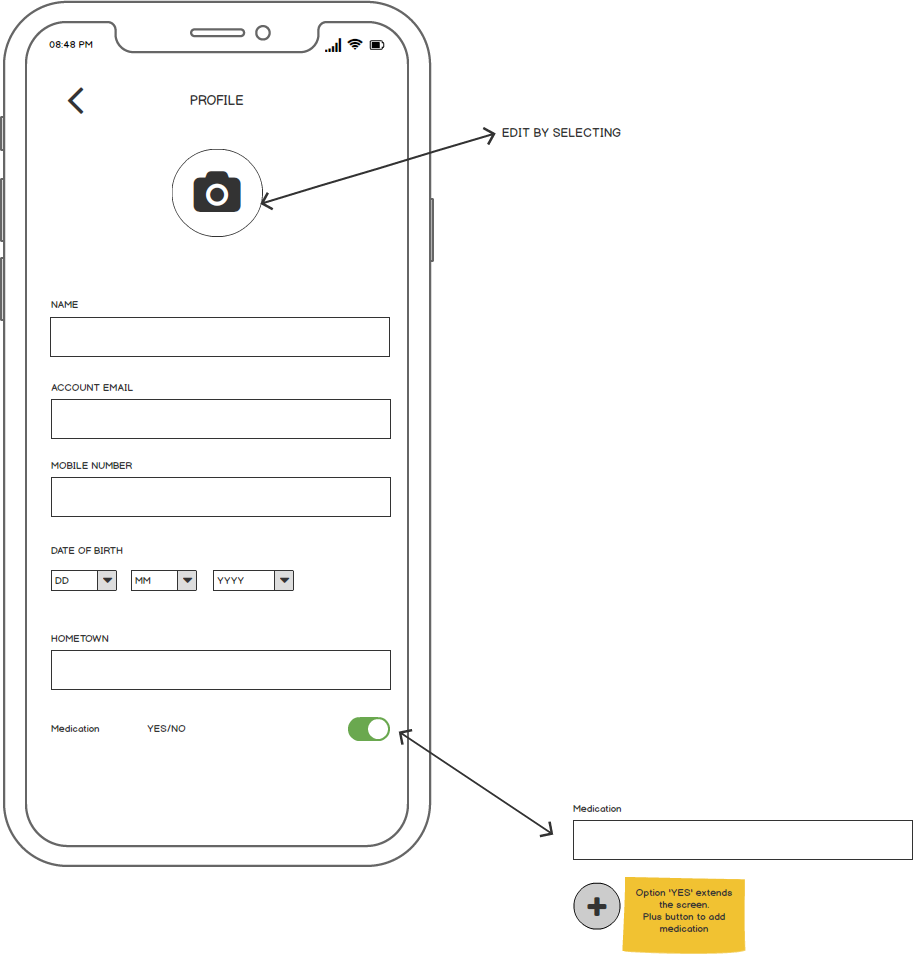 08:48 PM
PROFILE
EDIT BY SELECTING
NAME
ACCOUNT EMAIL
MOBILE NUMBER
DATE OF BIRTH
DD MM YYYY
HOMETOWN
Medication YES/NO
Medication
Option 'YES' extends
the screen.
Plus button to add
medication